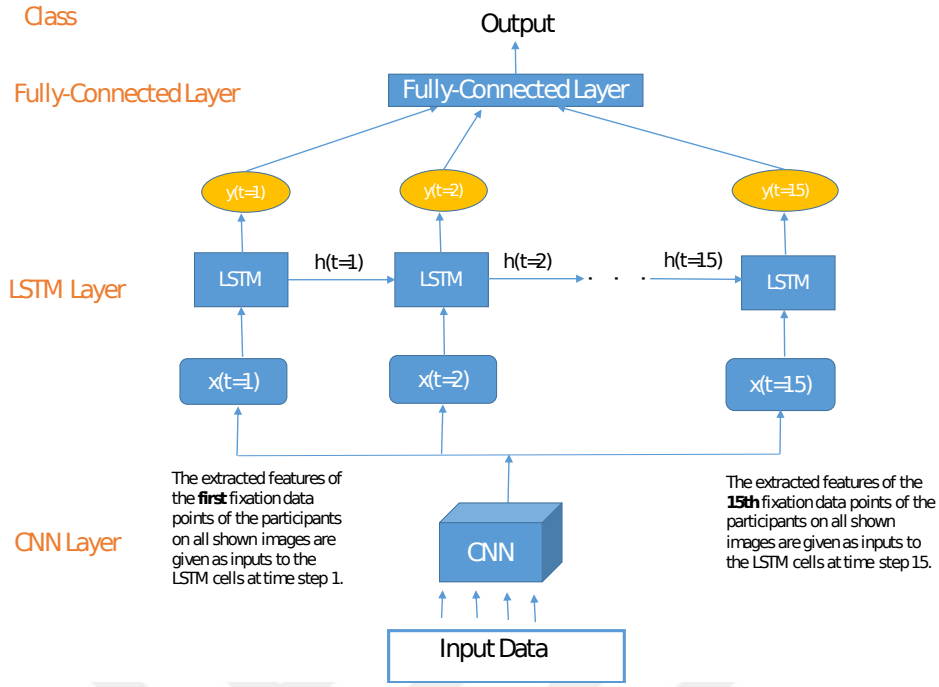 Class
Output
Fully-Connected Layer
Fully-Connected Layer
y(t=1)
y(t=2)
y(t=15)
LSTM Layer
LSTM
h(t=1)
LSTM
h(t=2)
. . .
h(t=15)
LSTM
x(t=1)
x(t=2)
x(t=15)
The extracted features of
the first fixation data
points of the participants
on all shown images are
given as inputs to the
LSTM cells at time step 1.
The extracted features of the
15th fixation data points of the
participants on all shown
images are given as inputs to
the LSTM cells at time step 15.
CNN Layer
CNN
Input Data